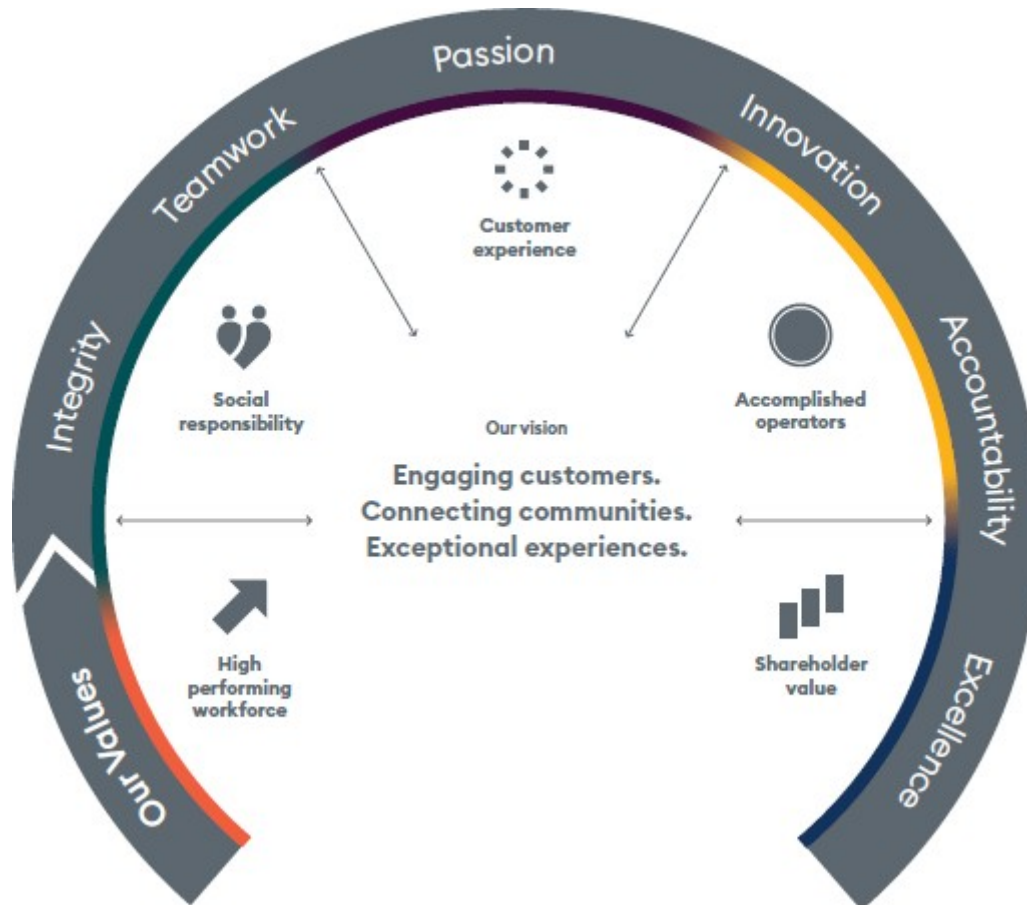 Our Values
Integrity
Teamwork
Passion
Innovation
Accountability
Excellence
Customer
experience
Social
responsibility
Accomplished
operators
Our vision
Engaging customers.
Connecting communities.
Exceptional experiences.
High
performing
workforce
Shareholder
value